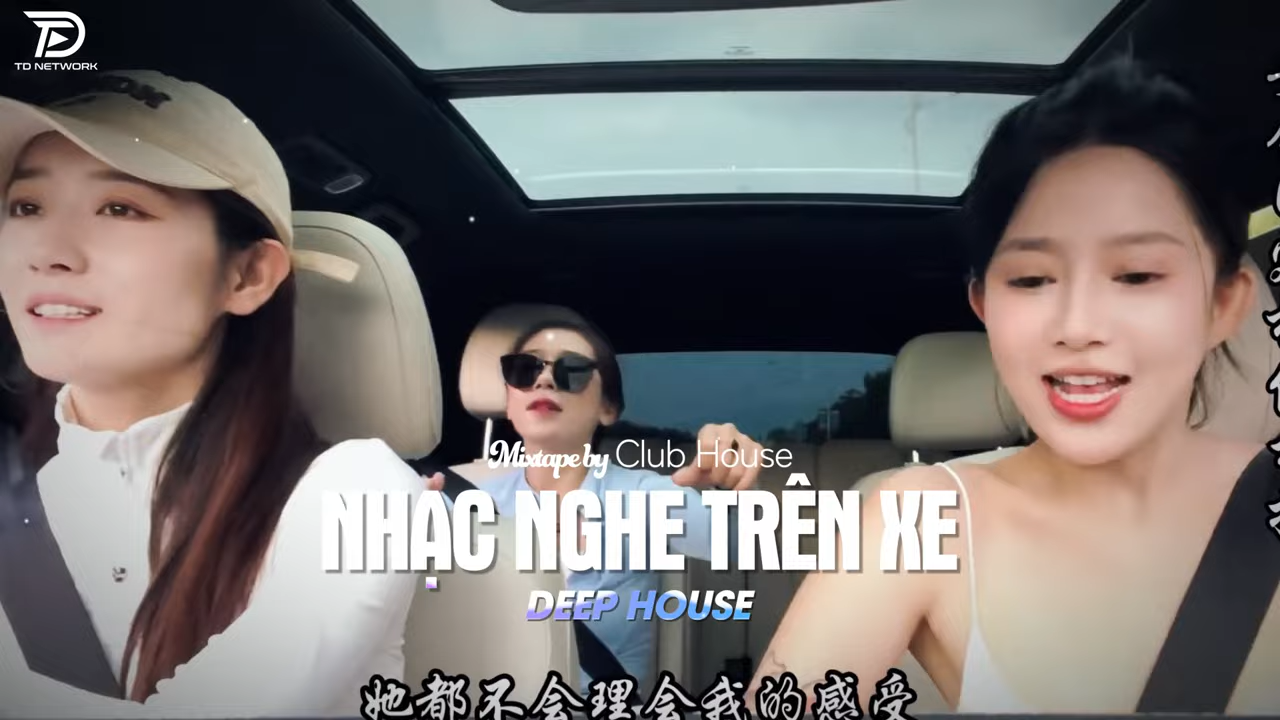 TD NETWORK
Mixtape by Club House
NHẠC NGHE TRÊN XE
DEEP HOUSE
她都不会理会我的感受